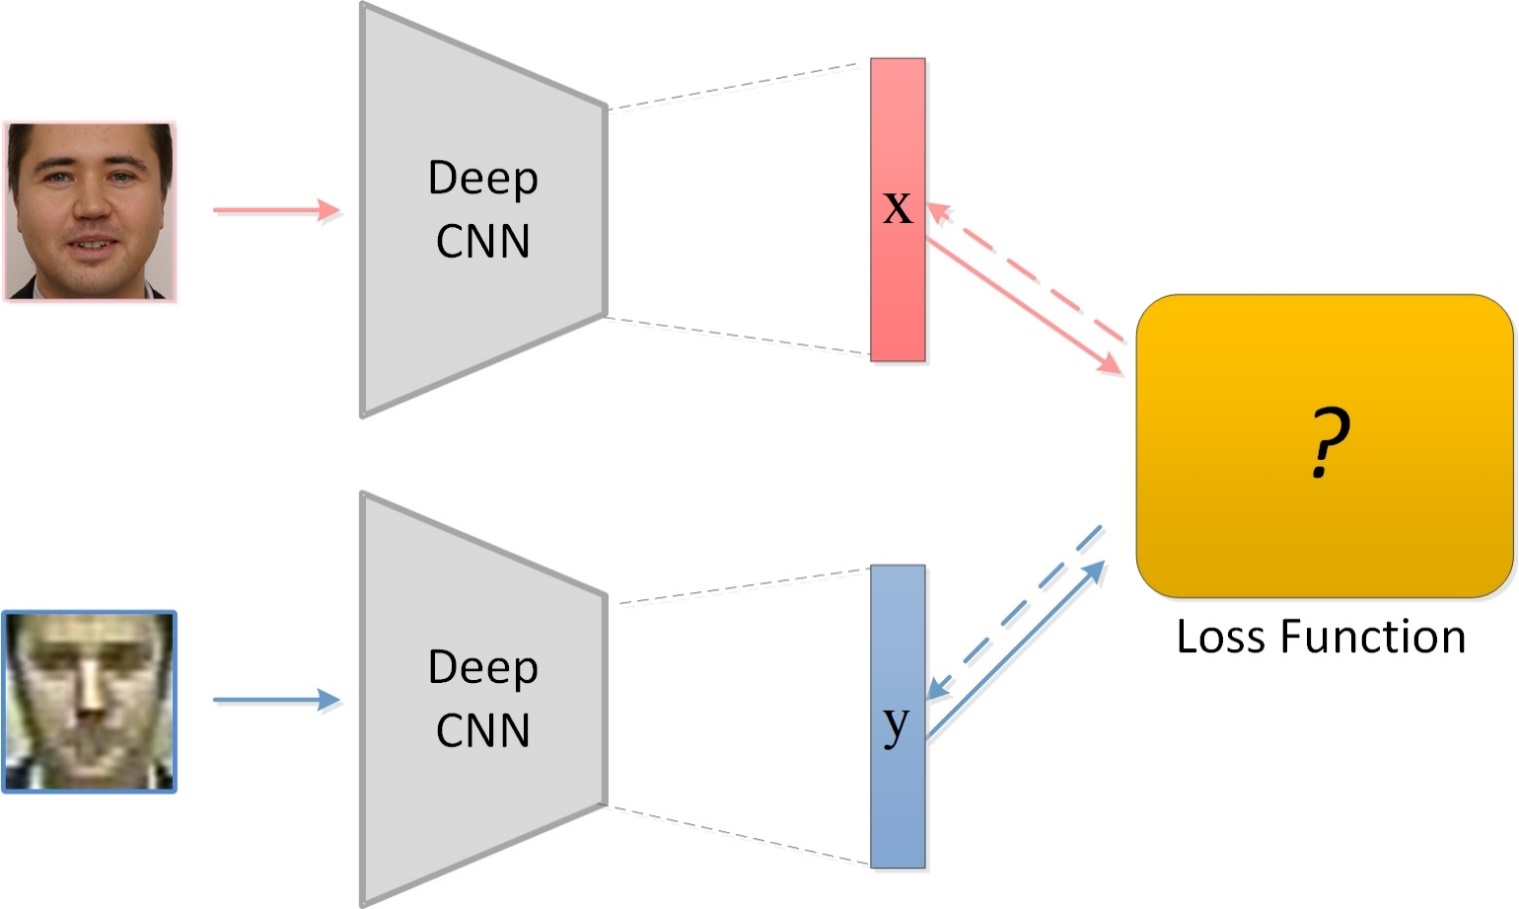 Deep
CNN
x
?
Loss Function
Deep
CNN
y